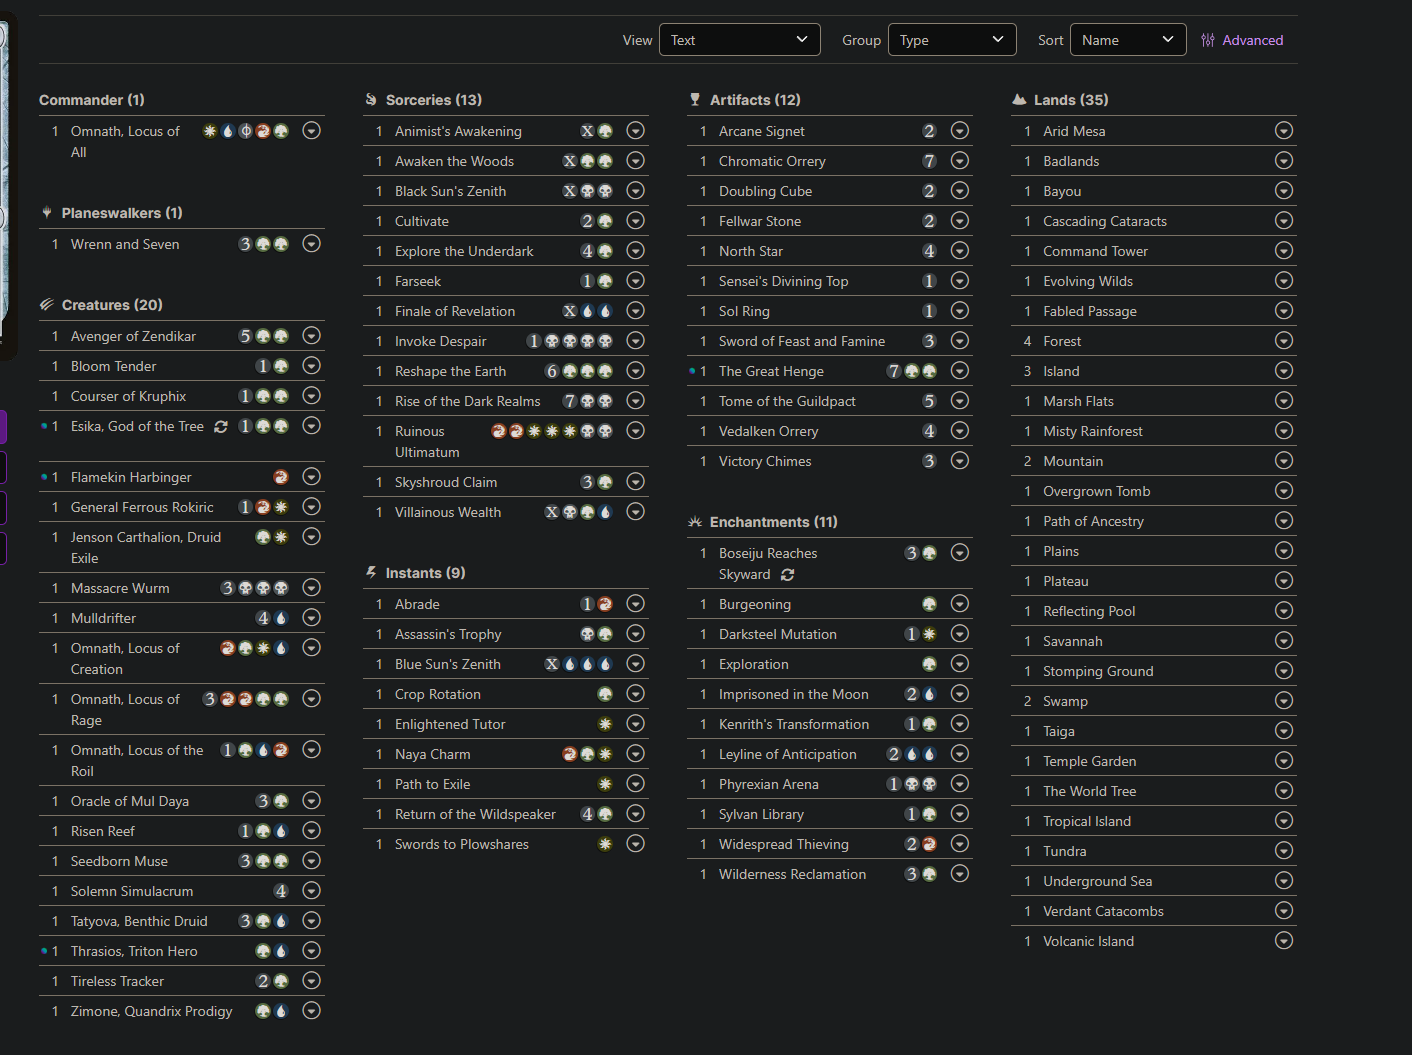 View Text Group Type Sort Name Advanced
Commander (1)
1 Omnath, Locus of
All
Planeswalkers (1)
1 Wrenn and Seven 3
Creatures (20)
1 Avenger of Zendikar 5
1 Bloom Tender 1
1 Courser of Kruphix 1
1 Esika, God of the Tree 1
1 Flamekin Harbinger
1 General Ferrous Rokiric 1
1 Jenson Carthalion, Druid
Exile
1 Massacre Wurm 3
1 Mulldrifter 4
1 Omnath, Locus of
Creation
1 Omnath, Locus of 3
Rage
1 Omnath, Locus of the 1
Roil
1 Oracle of Mul Daya 3
1 Risen Reef 1
1 Seedborn Muse 3
1 Solemn Simulacrum 4
1 Tatyova, Benthic Druid 3
1 Thrasios, Triton Hero
1 Tireless Tracker 2
1 Zimone, Quandrix Prodigy
Sorceries (13)
1 Animist's Awakening X
1 Awaken the Woods X
1 Black Sun's Zenith X
1 Cultivate 2
1 Explore the Underdark 4
1 Farseek 1
1 Finale of Revelation X
1 Invoke Despair 1
1 Reshape the Earth 6
1 Rise of the Dark Realms 7
1 Ruinous
Ultimatum
1 Skyshroud Claim 3
1 Villainous Wealth X
Instants (9)
1 Abrade 1
1 Assassin's Trophy
1 Blue Sun's Zenith X
1 Crop Rotation
1 Enlightened Tutor
1 Naya Charm
1 Path to Exile
1 Return of the Wildspeaker 4
1 Swords to Plowshares
Artifacts (12)
1 Arcane Signet 2
1 Chromatic Orrery 7
1 Doubling Cube 2
1 Fellwar Stone 2
1 North Star 4
1 Sensei's Divining Top 1
1 Sol Ring 1
1 Sword of Feast and Famine 3
1 The Great Henge 7
1 Tome of the Guildpact 5
1 Vedalken Orrery 4
1 Victory Chimes 3
Enchantments (11)
1 Boseiju Reaches 3
Skyward
1 Burgeoning
1 Darksteel Mutation 1
1 Exploration
1 Imprisoned in the Moon 2
1 Kenrith's Transformation 1
1 Leyline of Anticipation 2
1 Phyrexian Arena 1
1 Sylvan Library 1
1 Widespread Thieving 2
1 Wilderness Reclamation 3
Lands (35)
1 Arid Mesa
1 Badlands
1 Bayou
1 Cascading Cataracts
1 Command Tower
1 Evolving Wilds
1 Fabled Passage
4 Forest
3 Island
1 Marsh Flats
1 Misty Rainforest
2 Mountain
1 Overgrown Tomb
1 Path of Ancestry
1 Plains
1 Plateau
1 Reflecting Pool
1 Savannah
1 Stomping Ground
2 Swamp
1 Taiga
1 Temple Garden
1 The World Tree
1 Tropical Island
1 Tundra
1 Underground Sea
1 Verdant Catacombs
1 Volcanic Island